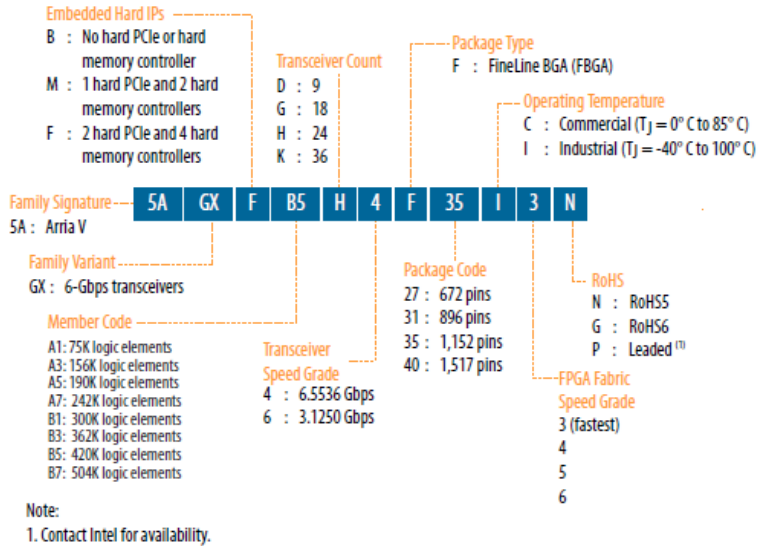 Embedded Hard IPs
B : No hard PCIe or hard
memory controller
M : 1 hard PCIe and 2 hard
memory controllers
F : 2 hard PCIe and 4 hard
memory controllers
Transceiver Count
D : 9
G : 18
H : 24
K : 36
Package Type
F : FineLine BGA (FBGA)
Operating Temperature
C : Commercial (TJ = 0° C to 85° C)
I : Industrial (TJ = -40° C to 100° C)
Family Signature
5A : Arria V
5A GX F B5 H 4 F 35 I 3 N
Family Variant
GX : 6-Gbps transceivers
Member Code
A1: 75K logic elements
A3: 156K logic elements
A5: 190K logic elements
A7: 242K logic elements
B1: 300K logic elements
B3: 362K logic elements
B5: 420K logic elements
B7: 504K logic elements
Transceiver
Speed Grade
4 : 6.5536 Gbps
6 : 3.1250 Gbps
Package Code
27 : 672 pins
31 : 896 pins
35 : 1,152 pins
40 : 1,517 pins
RoHS
N : RoHS5
G : RoHS6
P : Leaded (1)
FPGA Fabric
Speed Grade
3 (fastest)
4
5
6
Note:
1. Contact Intel for availability.